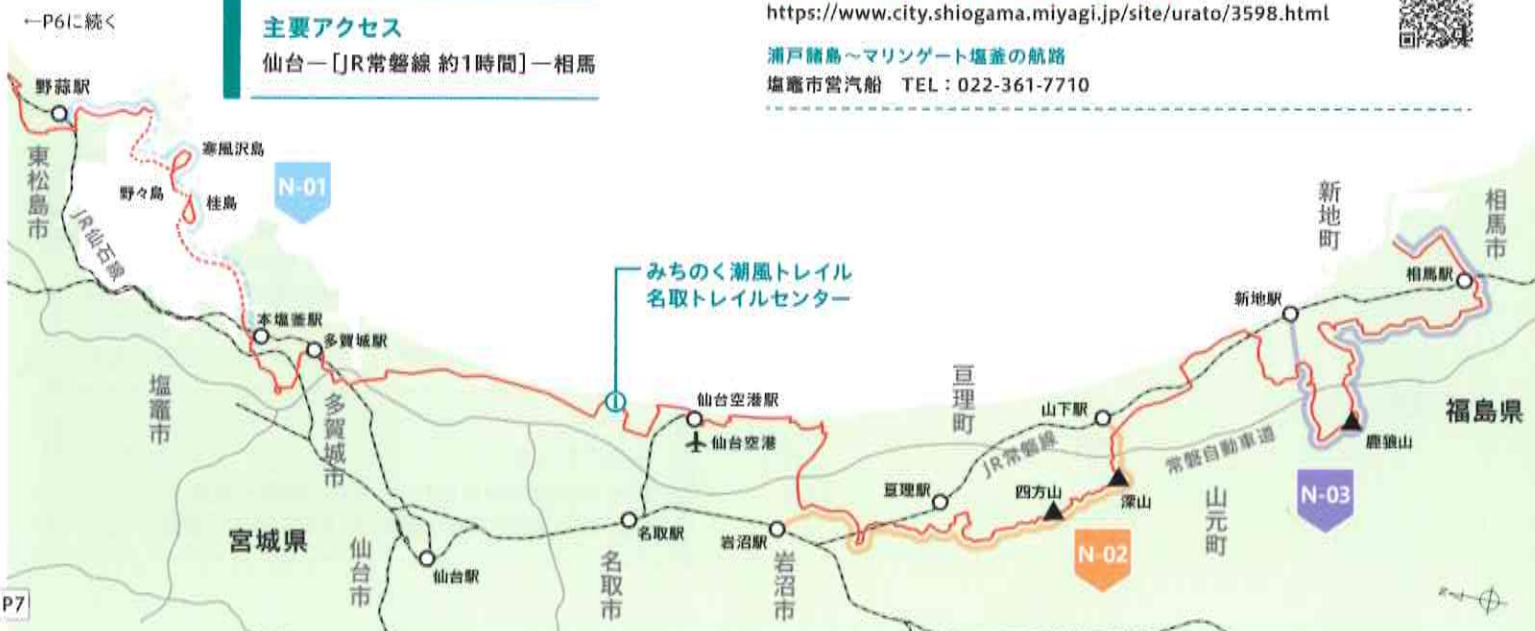 ←P6に続く
主要アクセス
仙台―[JR常磐線 約1時間]―相馬
https://www.city.shiogama.miyagi.jp/site/urato/3598.html
浦戸諸島～マリンゲート塩釜の航路
塩竈市営汽船 TEL：022-361-7710
野蒜駅
東松島市
寒風沢島
野々島
桂島
N-01
JR仙石線
本塩釜駅
多賀城駅
塩竈市
多賀城市
みちのく潮風トレイル
名取トレイルセンター
仙台空港駅
仙台空港
宮城県
仙台市
仙台駅
名取駅
名取市
岩沼駅
岩沼市
亘理町
亘理駅
JR常磐線
山下駅
四方山
深山
N-02
常磐自動車道
山元町
新地町
新地駅
相馬市
相馬駅
鹿狼山
福島県
N-03
P7
N